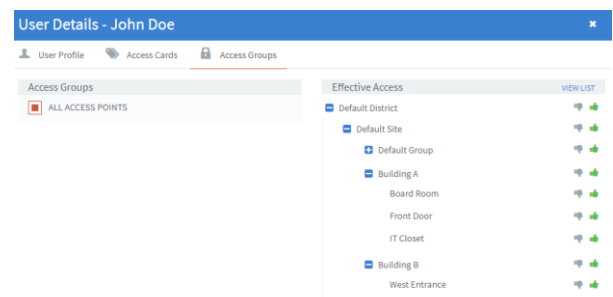 User Details - John Doe
User Profile Access Cards Access Groups
Access Groups
ALL ACCESS POINTS
Effective Access VIEW LIST
Default District
Default Site
Default Group
Building A
Board Room
Front Door
IT Closet
Building B
West Entrance